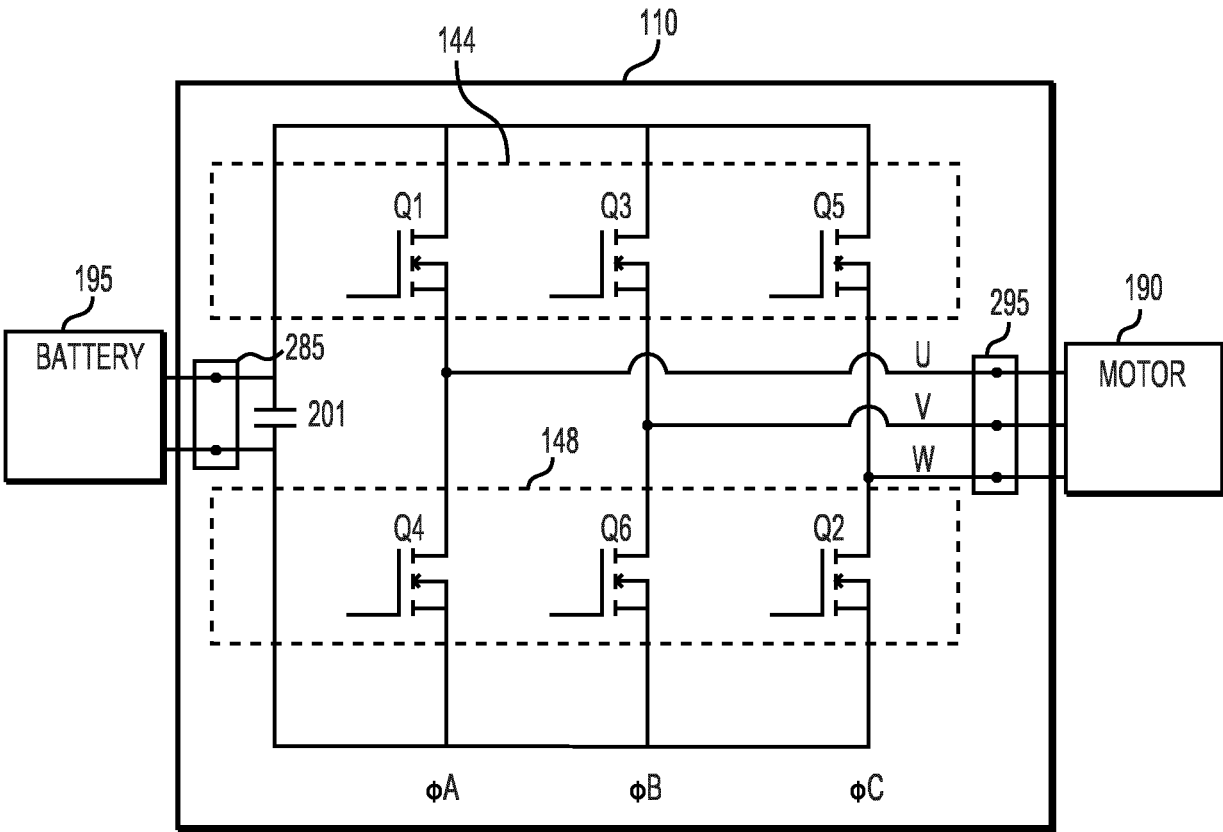 110
144
Q1
Q3
Q5
195
BATTERY
285
201
295
190
MOTOR
U
V
W
148
Q4
Q6
Q2
ϕA
ϕB
ϕC